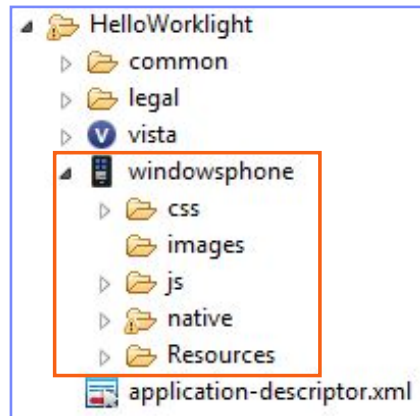 HelloWorklight
common
legal
V vista
windowsphone
css
images
js
native
Resources
application-descriptor.xml